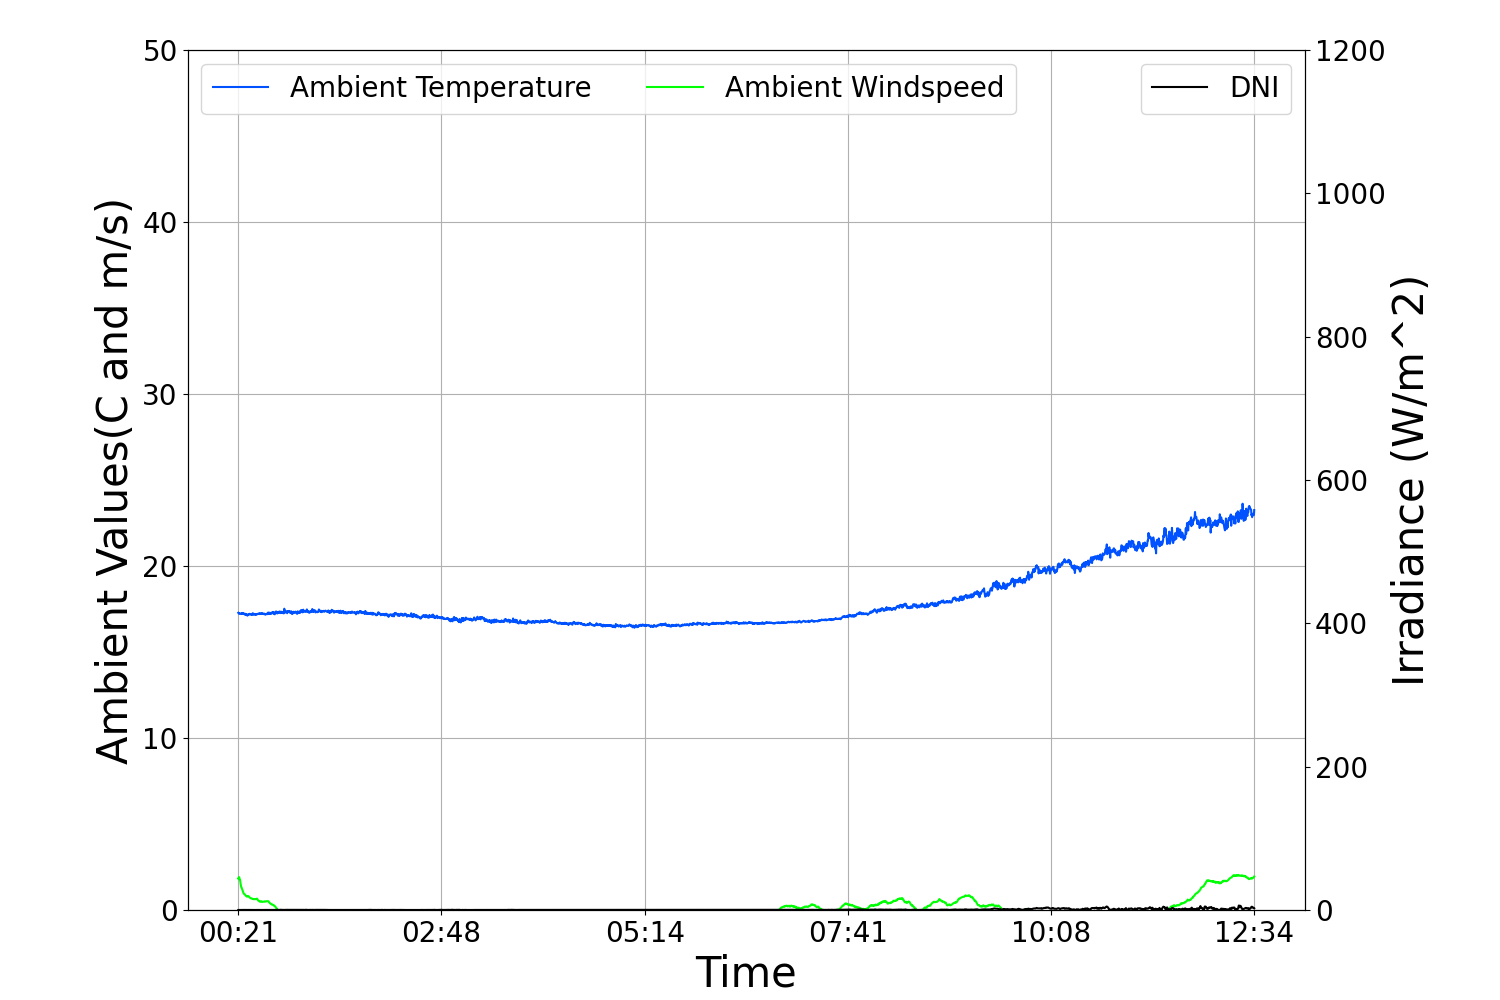 Ambient Temperature Ambient Windspeed DNI
50
40
30
20
10
0
1200
1000
800
600
400
200
0
Ambient Values(C and m/s)
Irradiance (W/m^2)
00:21 02:48 05:14 07:41 10:08 12:34
Time